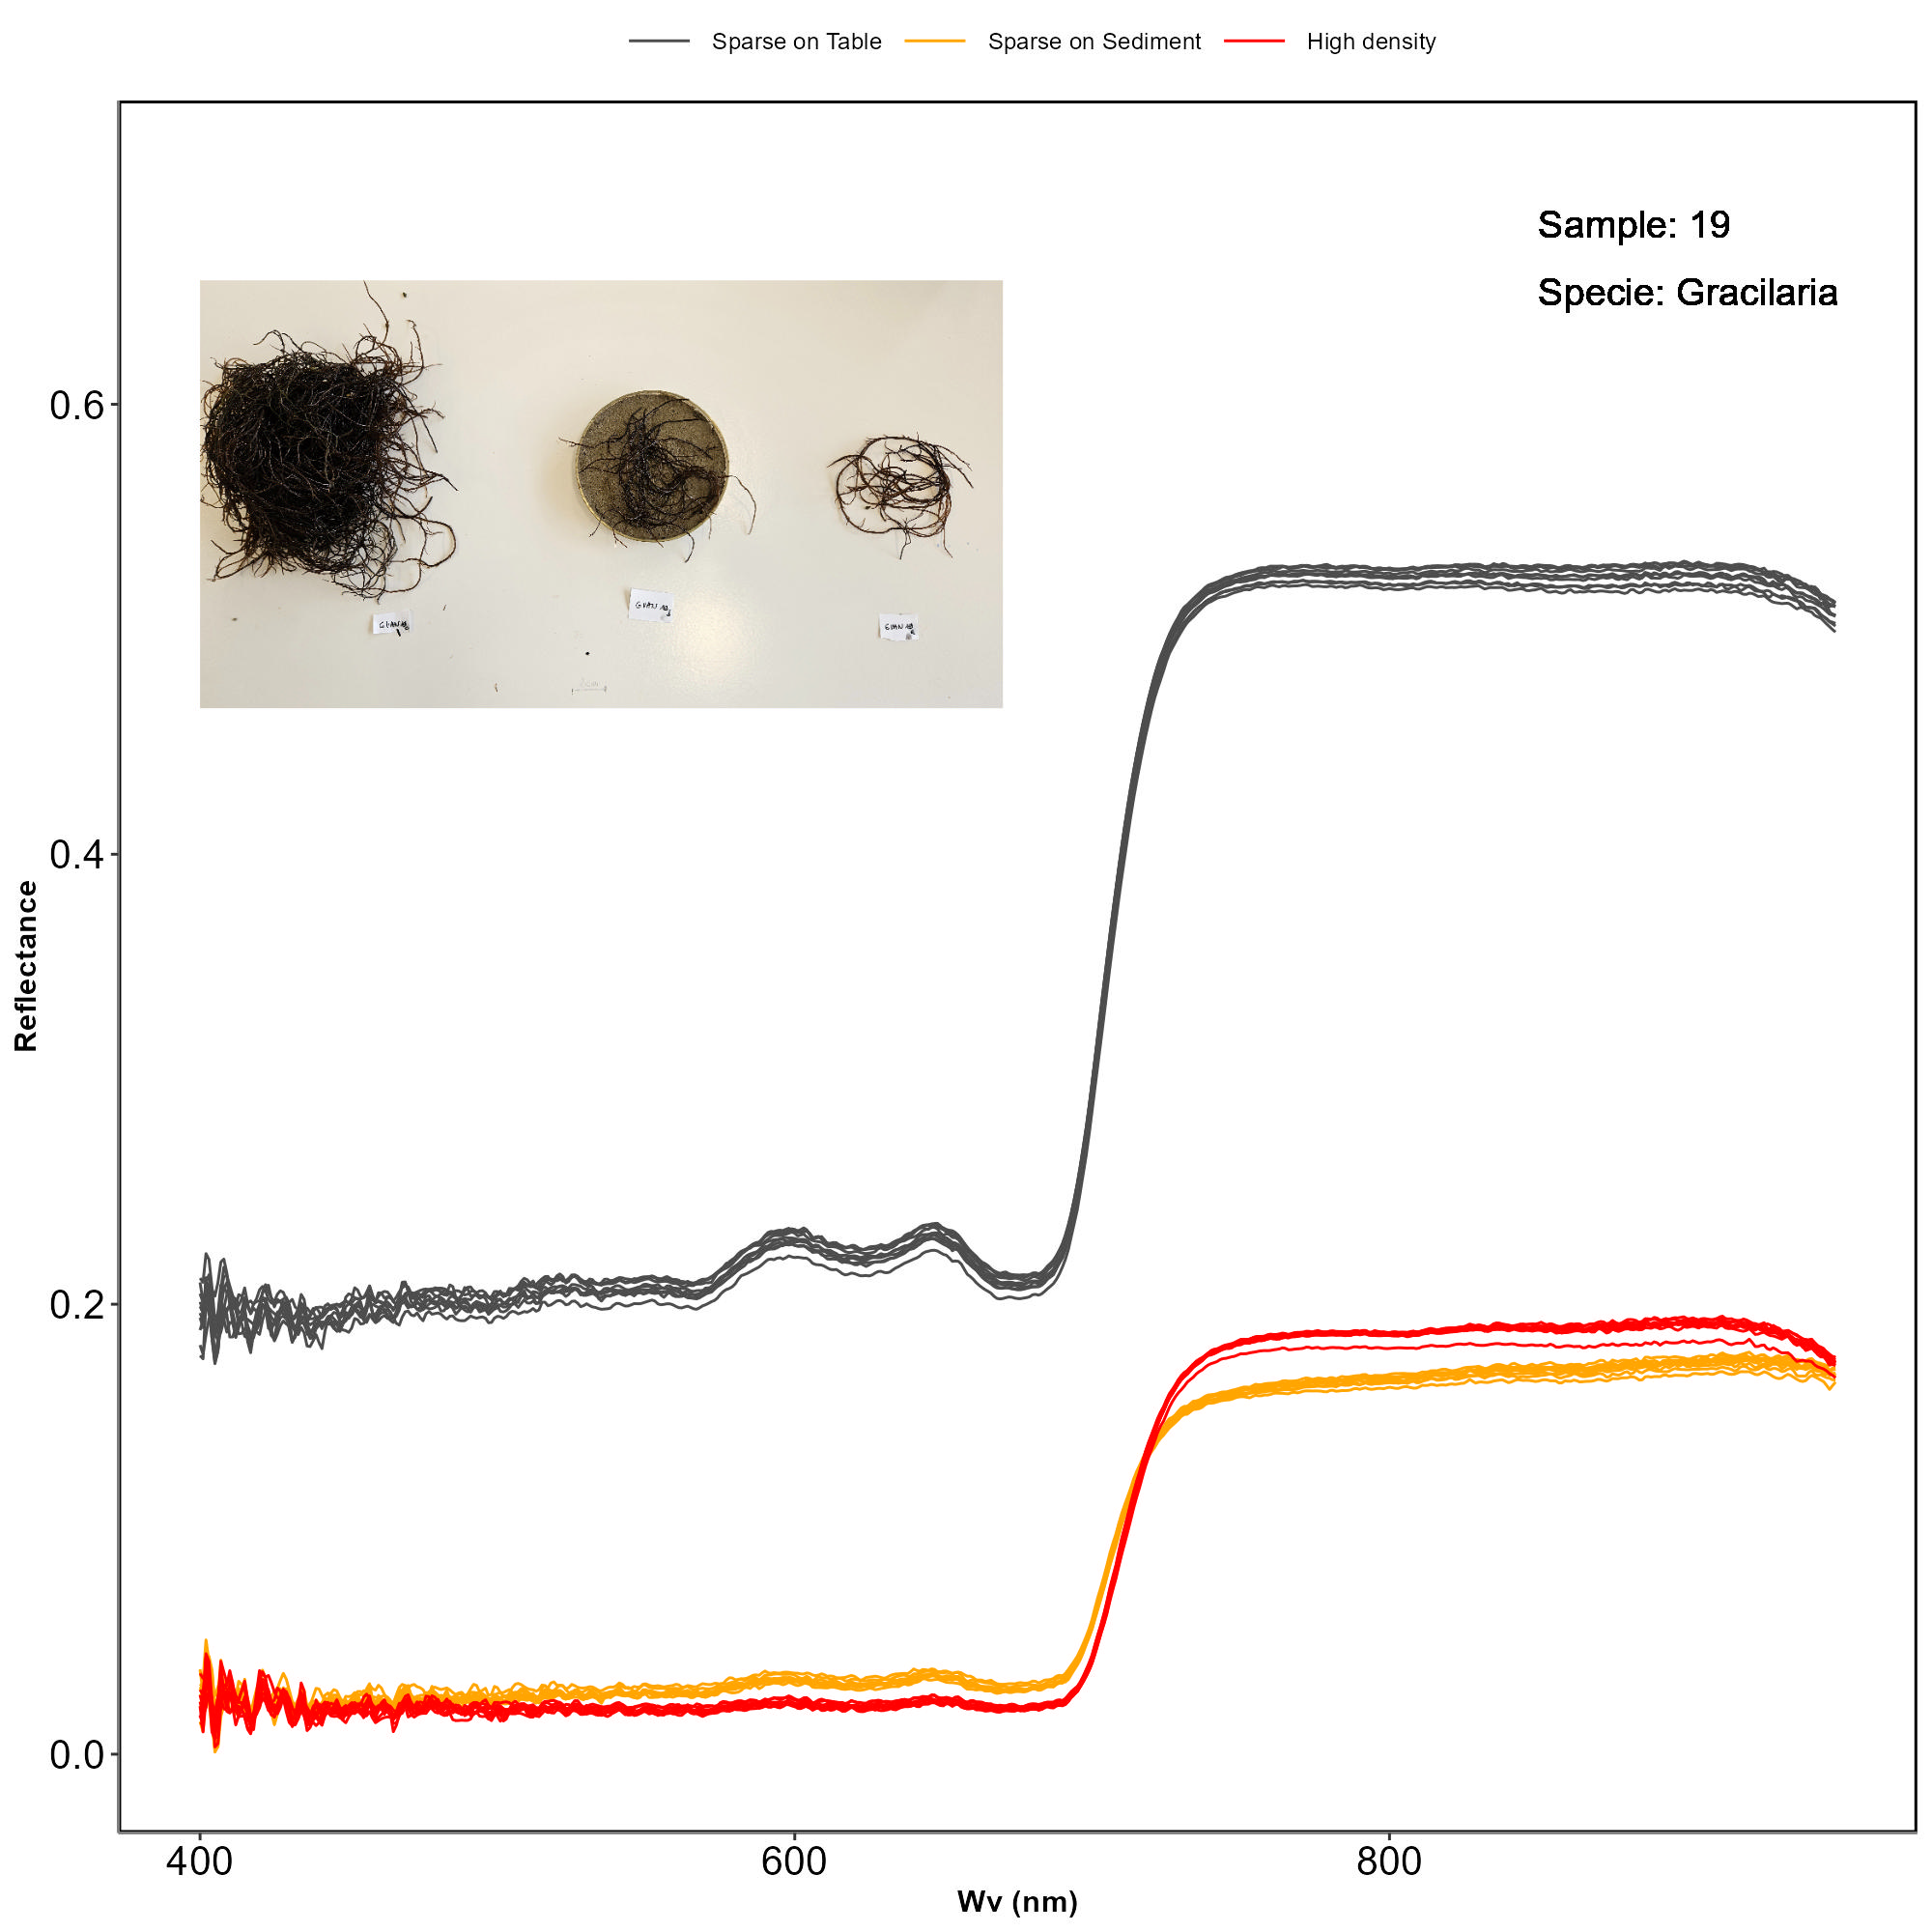 Sparse on Table Sparse on Sediment High density
Sample: 19
Specie: Gracilaria
0.6
0.4
0.2
0.0
Reflectance
400 600 800
Wv (nm)